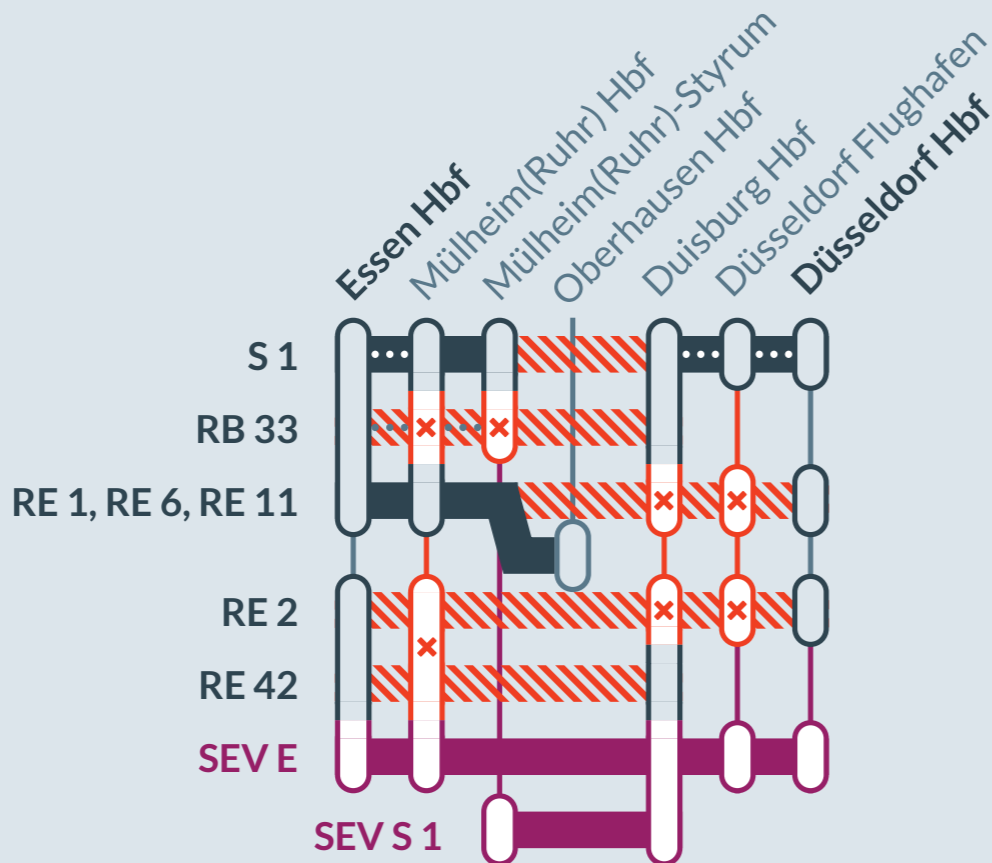 Essen Hbf
Mülheim(Ruhr) Hbf
Mülheim(Ruhr)-Styrum
Oberhausen Hbf
Duisburg Hbf
Düsseldorf Flughafen
Düsseldorf Hbf
S 1
RB 33
RE 1, RE 6, RE 11
RE 2
RE 42
SEV E
SEV S 1